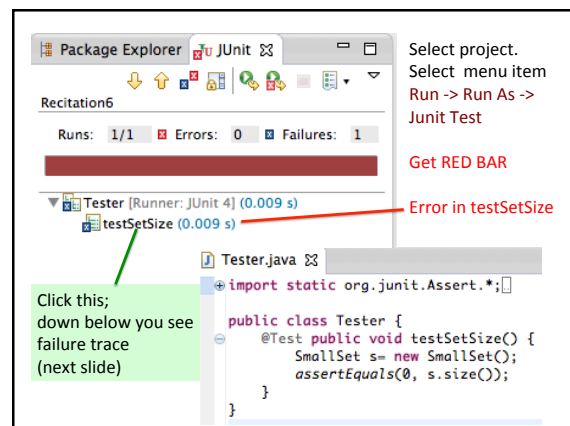 Package Explorer JUnit
Recitation6
Runs: 1/1 Errors: 0 Failures: 1
Tester [Runner: JUnit 4] (0.009 s)
testSetSize (0.009 s)
Select project.
Select menu item
Run -> Run As ->
Junit Test
Get RED BAR
Error in testSetSize
Click this;
down below you see
failure trace
(next slide)
Tester.java
import static org.junit.Assert.*;
public class Tester {
@Test public void testSetSize() {
SmallSet s= new SmallSet();
assertEquals(0, s.size());
}
}